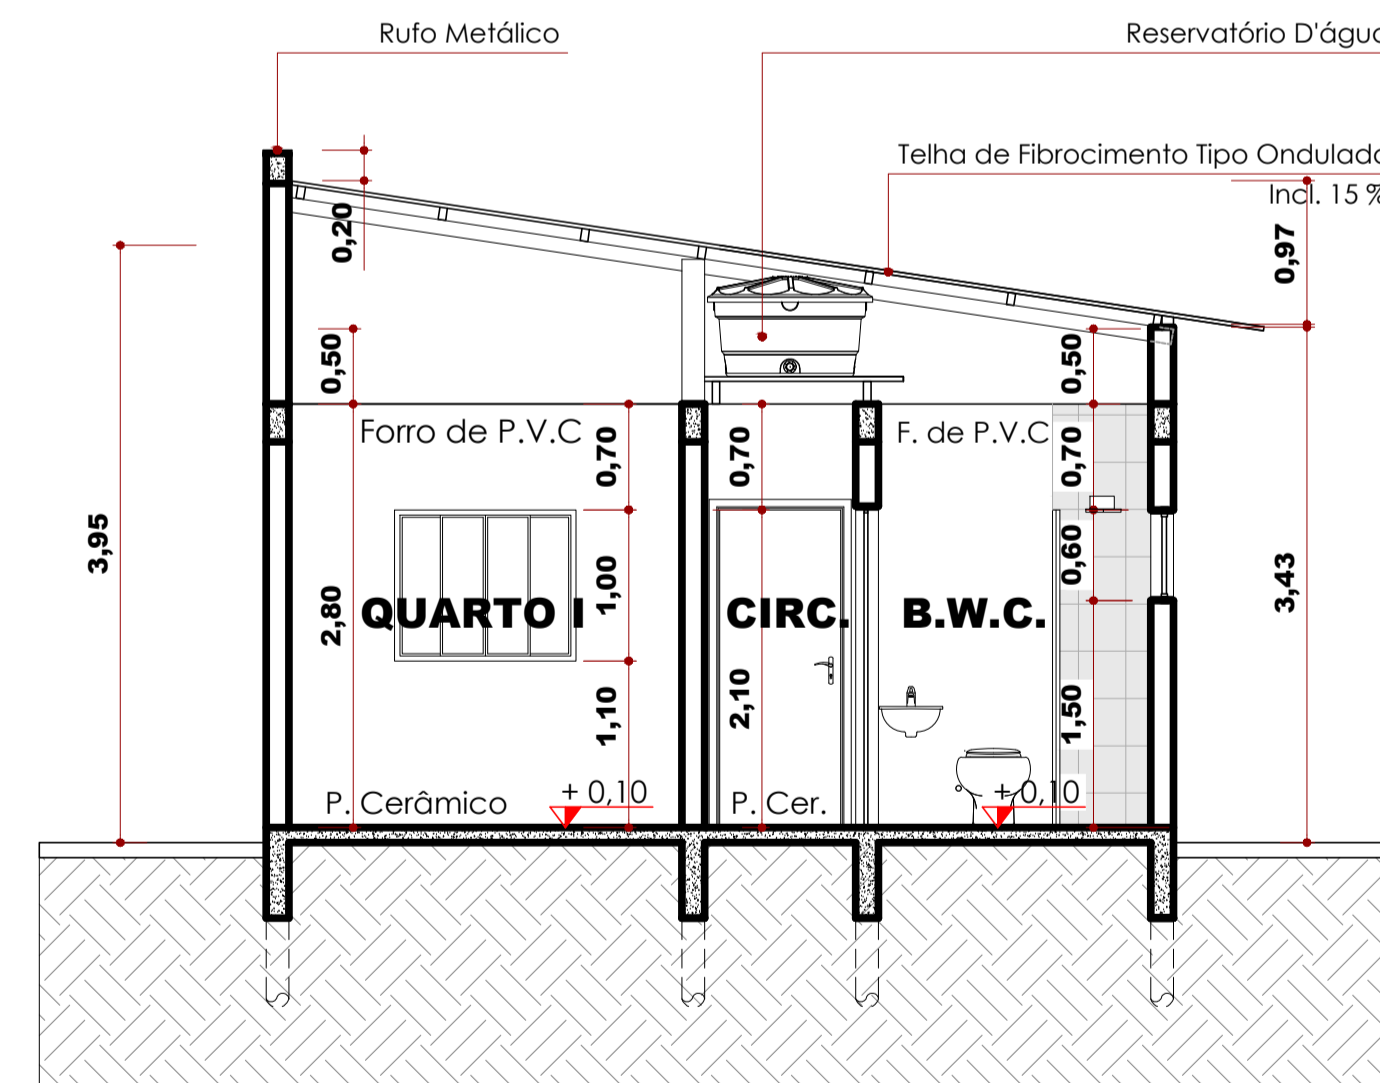 Rufo Metálico
Reservatório D'água
Telha de Fibrocimento Tipo Ondulada
Incl. 15 %
0,20
0,97
0,50
0,50
3,95
Forro de P.V.C
F. de P.V.C
0,70
0,70
0,70
2,80
1,00
0,60
3,43
QUARTO I
CIRC.
B.W.C.
1,10
2,10
1,50
P. Cerâmico
+ 0,10
P. Cer.
+ 0,10